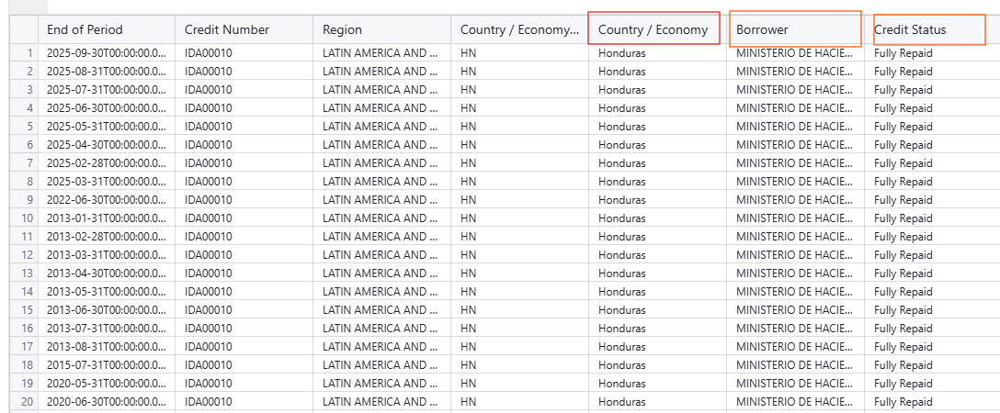 End of Period Credit Number Region Country / Economy... Country / Economy Borrower Credit Status
1 2025-09-30T00:00:00.0... IDA00010 LATIN AMERICA AND ... HN Honduras MINISTERIO DE HACIE... Fully Repaid
2 2025-08-31T00:00:00.0... IDA00010 LATIN AMERICA AND ... HN Honduras MINISTERIO DE HACIE... Fully Repaid
3 2025-07-31T00:00:00.0... IDA00010 LATIN AMERICA AND ... HN Honduras MINISTERIO DE HACIE... Fully Repaid
4 2025-06-30T00:00:00.0... IDA00010 LATIN AMERICA AND ... HN Honduras MINISTERIO DE HACIE... Fully Repaid
5 2025-05-31T00:00:00.0... IDA00010 LATIN AMERICA AND ... HN Honduras MINISTERIO DE HACIE... Fully Repaid
6 2025-04-30T00:00:00.0... IDA00010 LATIN AMERICA AND ... HN Honduras MINISTERIO DE HACIE... Fully Repaid
7 2025-02-28T00:00:00.0... IDA00010 LATIN AMERICA AND ... HN Honduras MINISTERIO DE HACIE... Fully Repaid
8 2025-03-31T00:00:00.0... IDA00010 LATIN AMERICA AND ... HN Honduras MINISTERIO DE HACIE... Fully Repaid
9 2022-06-30T00:00:00.0... IDA00010 LATIN AMERICA AND ... HN Honduras MINISTERIO DE HACIE... Fully Repaid
10 2013-01-31T00:00:00.0... IDA00010 LATIN AMERICA AND ... HN Honduras MINISTERIO DE HACIE... Fully Repaid
11 2013-02-28T00:00:00.0... IDA00010 LATIN AMERICA AND ... HN Honduras MINISTERIO DE HACIE... Fully Repaid
12 2013-03-31T00:00:00.0... IDA00010 LATIN AMERICA AND ... HN Honduras MINISTERIO DE HACIE... Fully Repaid
13 2013-04-30T00:00:00.0... IDA00010 LATIN AMERICA AND ... HN Honduras MINISTERIO DE HACIE... Fully Repaid
14 2013-05-31T00:00:00.0... IDA00010 LATIN AMERICA AND ... HN Honduras MINISTERIO DE HACIE... Fully Repaid
15 2013-06-30T00:00:00.0... IDA00010 LATIN AMERICA AND ... HN Honduras MINISTERIO DE HACIE... Fully Repaid
16 2013-07-31T00:00:00.0... IDA00010 LATIN AMERICA AND ... HN Honduras MINISTERIO DE HACIE... Fully Repaid
17 2013-08-31T00:00:00.0... IDA00010 LATIN AMERICA AND ... HN Honduras MINISTERIO DE HACIE... Fully Repaid
18 2015-07-31T00:00:00.0... IDA00010 LATIN AMERICA AND ... HN Honduras MINISTERIO DE HACIE... Fully Repaid
19 2020-05-31T00:00:00.0... IDA00010 LATIN AMERICA AND ... HN Honduras MINISTERIO DE HACIE... Fully Repaid
20 2020-06-30T00:00:00.0... IDA00010 LATIN AMERICA AND ... HN Honduras MINISTERIO DE HACIE... Fully Repaid